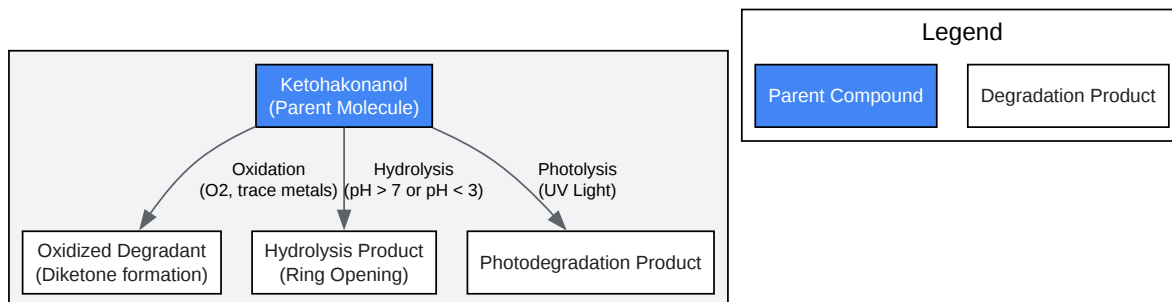 Legend
Parent Compound
Degradation Product
Ketohakonanol
(Parent Molecule)
Oxidation
(O2, trace metals)
Hydrolysis
(pH > 7 or pH < 3)
Photolysis
(UV Light)
Oxidized Degradant
(Diketone formation)
Hydrolysis Product
(Ring Opening)
Photodegradation Product